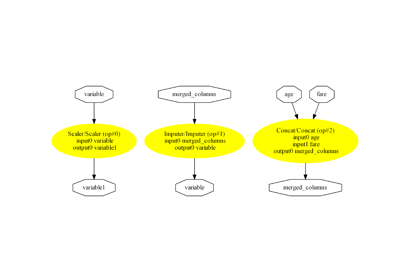 variable
merged_columns
age
fare
Scaler/Scaler (op#0)
input0 variable
output0 variable1
Imputer/Imputer (op#1)
input0 merged_columns
output0 variable
Concat/Concat (op#2)
input0 age
input1 fare
output0 merged_columns
variable1
variable
merged_columns